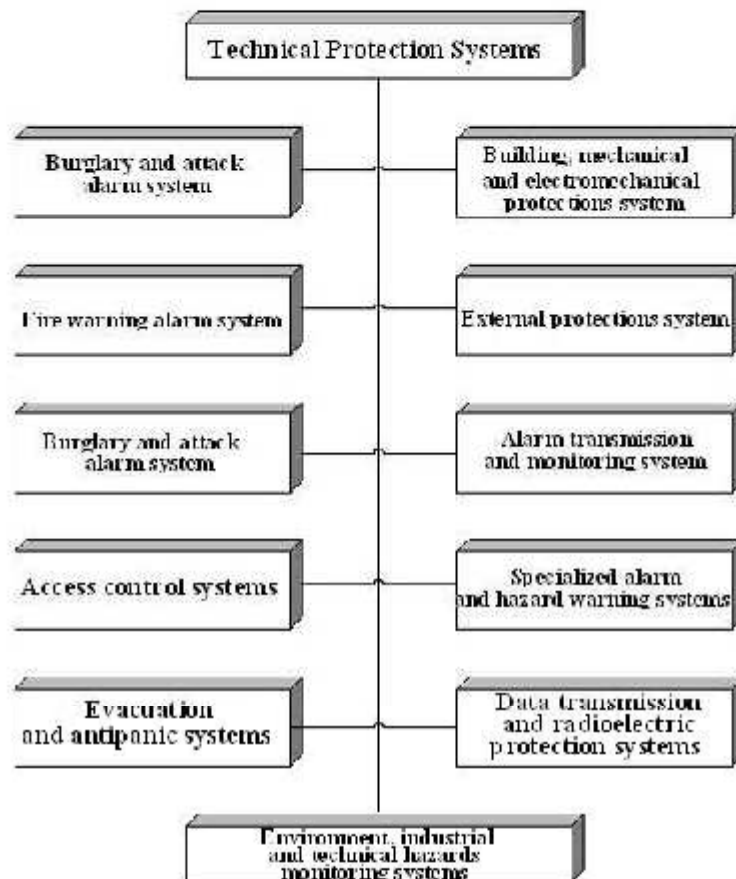 Technical Protection Systems
Burglary and attack
alarm system
Building, mechanical
and electromechanical
protections system
Fire warning alarm system
External protections system
Burglary and attack
alarm system
Alarm transmission
and monitoring system
Access control systems
Specialized alarm
and hazard warning systems
Evacuation
and antipanic systems
Data transmission
and radioelectric
protection systems
Environment, industrial
and technical hazards
monitoring systems